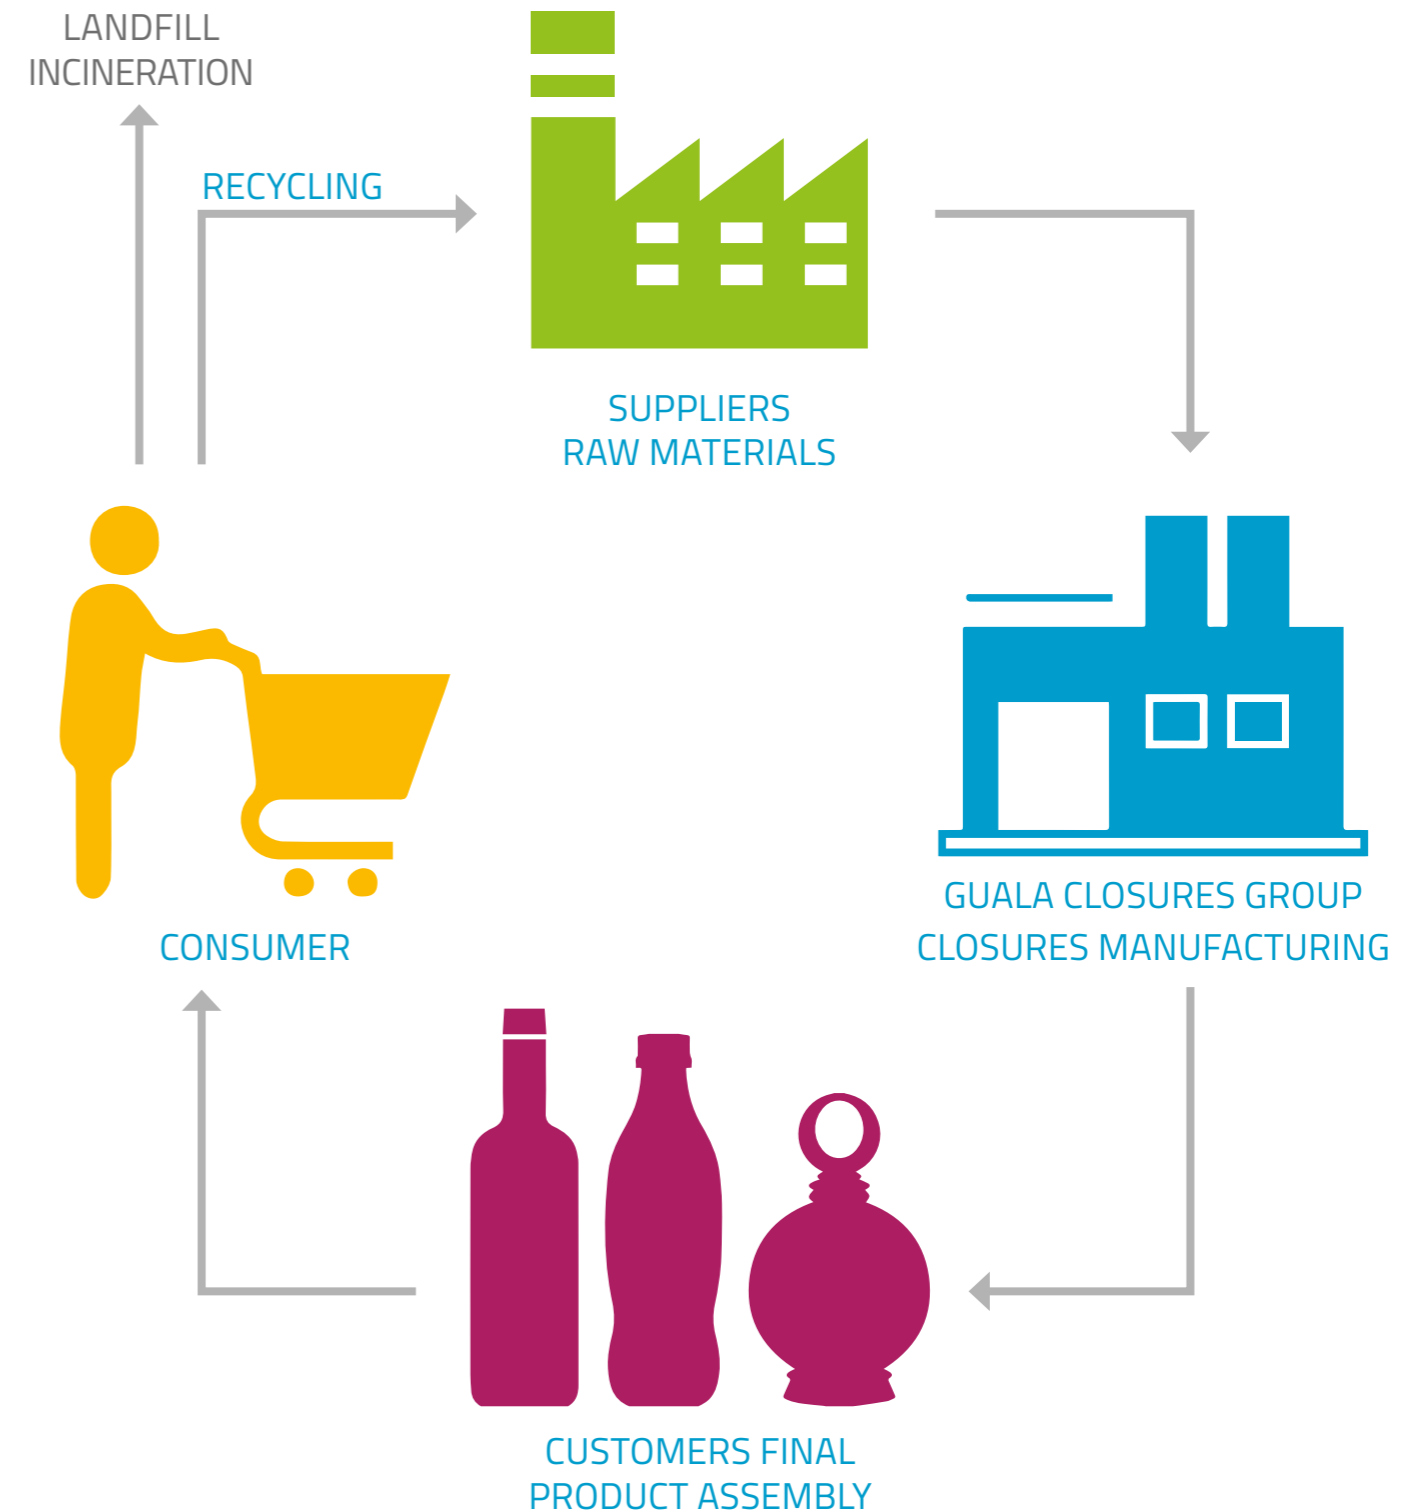 LANDFILL
INCINERATION
RECYCLING
SUPPLIERS
RAW MATERIALS
GUALA CLOSURES GROUP
CLOSURES MANUFACTURING
CONSUMER
CUSTOMERS FINAL
PRODUCT ASSEMBLY